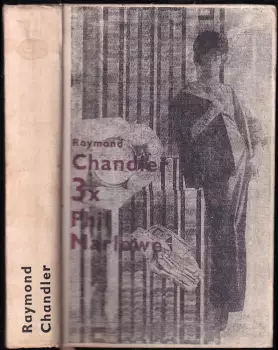 Raymond
Chandler
3x
Phil
Marlowe
Raymond
Chandler